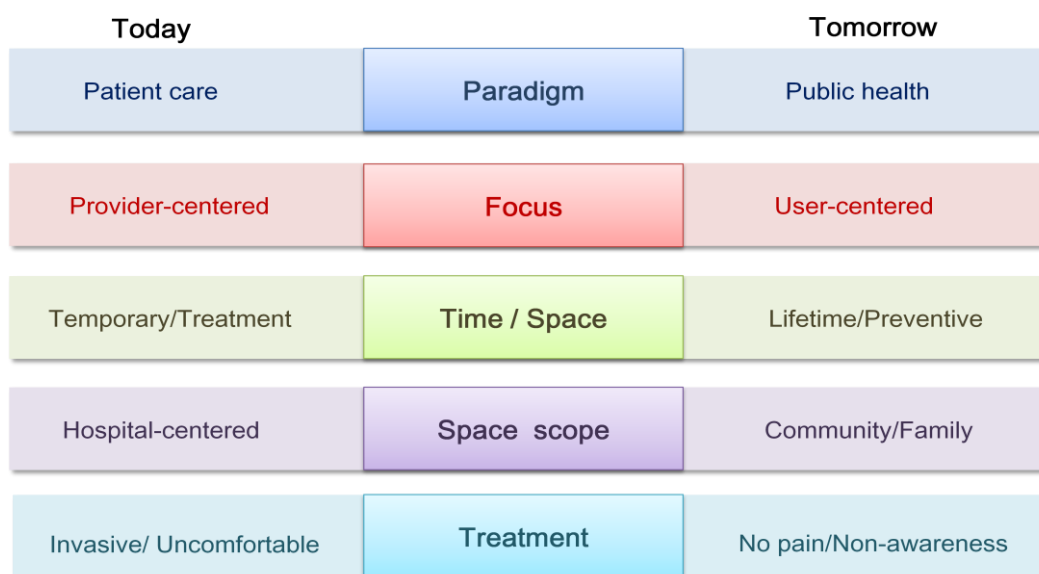 Today Tomorrow
Patient care Paradigm Public health
Provider-centered Focus User-centered
Temporary/Treatment Time / Space Lifetime/Preventive
Hospital-centered Space scope Community/Family
Invasive/ Uncomfortable Treatment No pain/Non-awareness